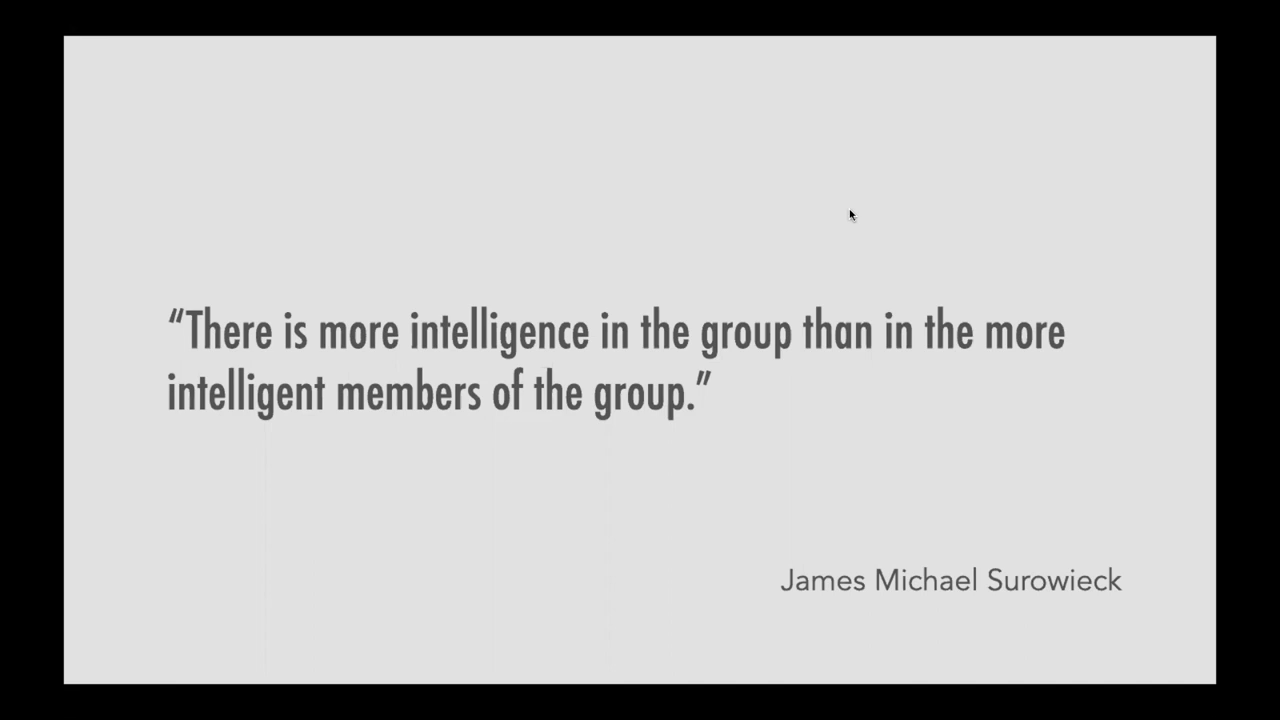 “There is more intelligence in the group than in the more
intelligent members of the group.”
James Michael Surowieck